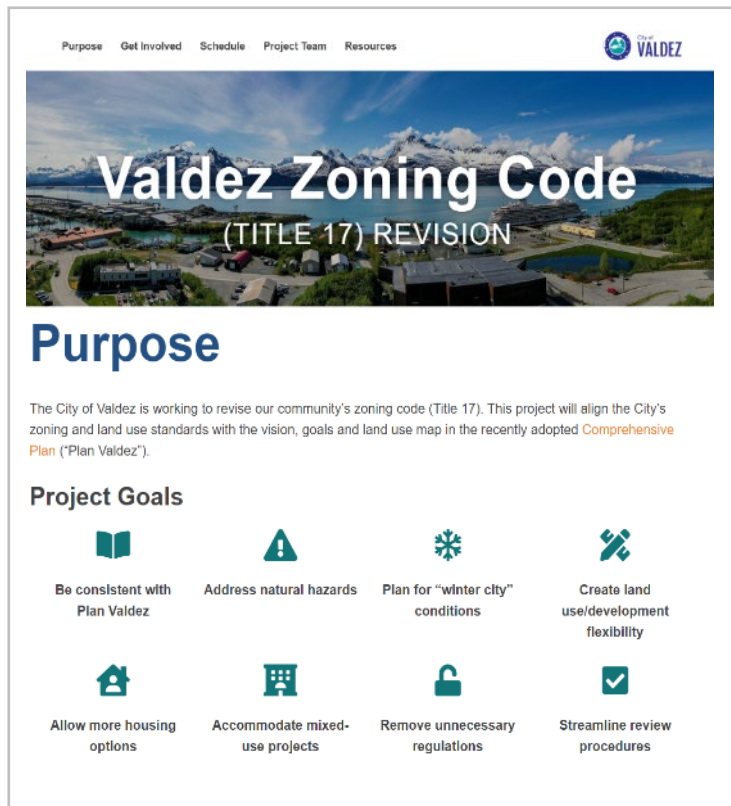 Purpose Get Involved Schedule Project Team Resources
City of
VALDEZ
Valdez Zoning Code
(TITLE 17) REVISION
Purpose
The City of Valdez is working to revise our community's zoning code (Title 17). This project will align the City's
zoning and land use standards with the vision, goals and land use map in the recently adopted Comprehensive
Plan ("Plan Valdez").
Project Goals
Be consistent with
Plan Valdez
Address natural hazards
Plan for "winter city"
conditions
Create land
use/development
flexibility
Allow more housing
options
Accommodate mixed-
use projects
Remove unnecessary
regulations
Streamline review
procedures